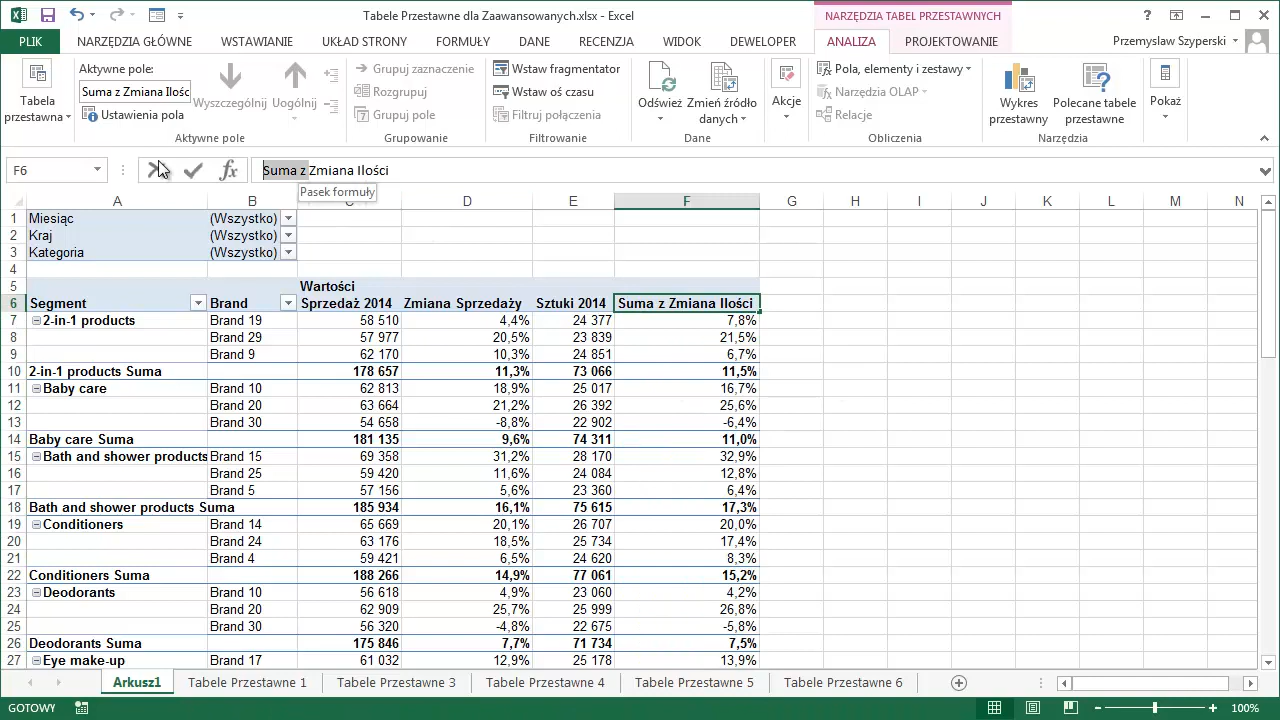 Tabele Przestawne dla Zaawansowanych.xlsx - Excel
NARZĘDZIA TABEL PRZESTAWNYCH
?
PLIK NARZĘDZIA GŁÓWNE WSTAWIANIE UKŁAD STRONY FORMUŁY DANE RECENZJA WIDOK DEWELOPER ANALIZA PROJEKTOWANIE Przemysław Szyperski
Tabela przestawna
Aktywne pole:
Suma z Zmiana Ilośc
Ustawienia pola
Wyszczególnij
Uogólnij
Aktywne pole
Grupuj zaznaczenie
Rozgrupuj
Grupuj pole
Grupowanie
Wstaw fragmentator
Wstaw oś czasu
Filtruj połączenia
Filtrowanie
Odśwież
Zmień źródło danych
Dane
Akcje
Pola, elementy i zestawy
Narzędzia OLAP
Relacje
Obliczenia
Wykres przestawny
Polecane tabele przestawne
Narzędzia
Pokaż
F6 fx Suma z Zmiana Ilości
Pasek formuły
A B C D E F G H I J K L M N
1 Miesiąc (Wszystko)
2 Kraj (Wszystko)
3 Kategoria (Wszystko)
4
5 Wartości
6 Segment Brand Sprzedaż 2014 Zmiana Sprzedaży Sztuki 2014 Suma z Zmiana Ilości
7 2-in-1 products Brand 19 58 510 4,4% 24 377 7,8%
8 Brand 29 57 977 20,5% 23 839 21,5%
9 Brand 9 62 170 10,3% 24 851 6,7%
10 2-in-1 products Suma 178 657 11,3% 73 066 11,5%
11 Baby care Brand 10 62 813 18,9% 25 017 16,7%
12 Brand 20 63 664 21,2% 26 392 25,6%
13 Brand 30 54 658 -8,8% 22 902 -6,4%
14 Baby care Suma 181 135 9,6% 74 311 11,0%
15 Bath and shower products Brand 15 69 358 31,2% 28 170 32,9%
16 Brand 25 59 420 11,6% 24 084 12,8%
17 Brand 5 57 156 5,6% 23 360 6,4%
18 Bath and shower products Suma 185 934 16,1% 75 615 17,3%
19 Conditioners Brand 14 65 669 20,1% 26 707 20,0%
20 Brand 24 63 176 18,5% 25 734 17,4%
21 Brand 4 59 421 6,5% 24 620 8,3%
22 Conditioners Suma 188 266 14,9% 77 061 15,2%
23 Deodorants Brand 10 56 618 4,9% 23 060 4,2%
24 Brand 20 62 909 25,7% 25 999 26,8%
25 Brand 30 56 320 -4,8% 22 675 -5,8%
26 Deodorants Suma 175 846 7,7% 71 734 7,5%
27 Eye make-up Brand 17 61 032 12,9% 25 178 13,9%
Arkusz1 Tabele Przestawne 1 Tabele Przestawne 3 Tabele Przestawne 4 Tabele Przestawne 5 Tabele Przestawne 6
GOTOWY 100%